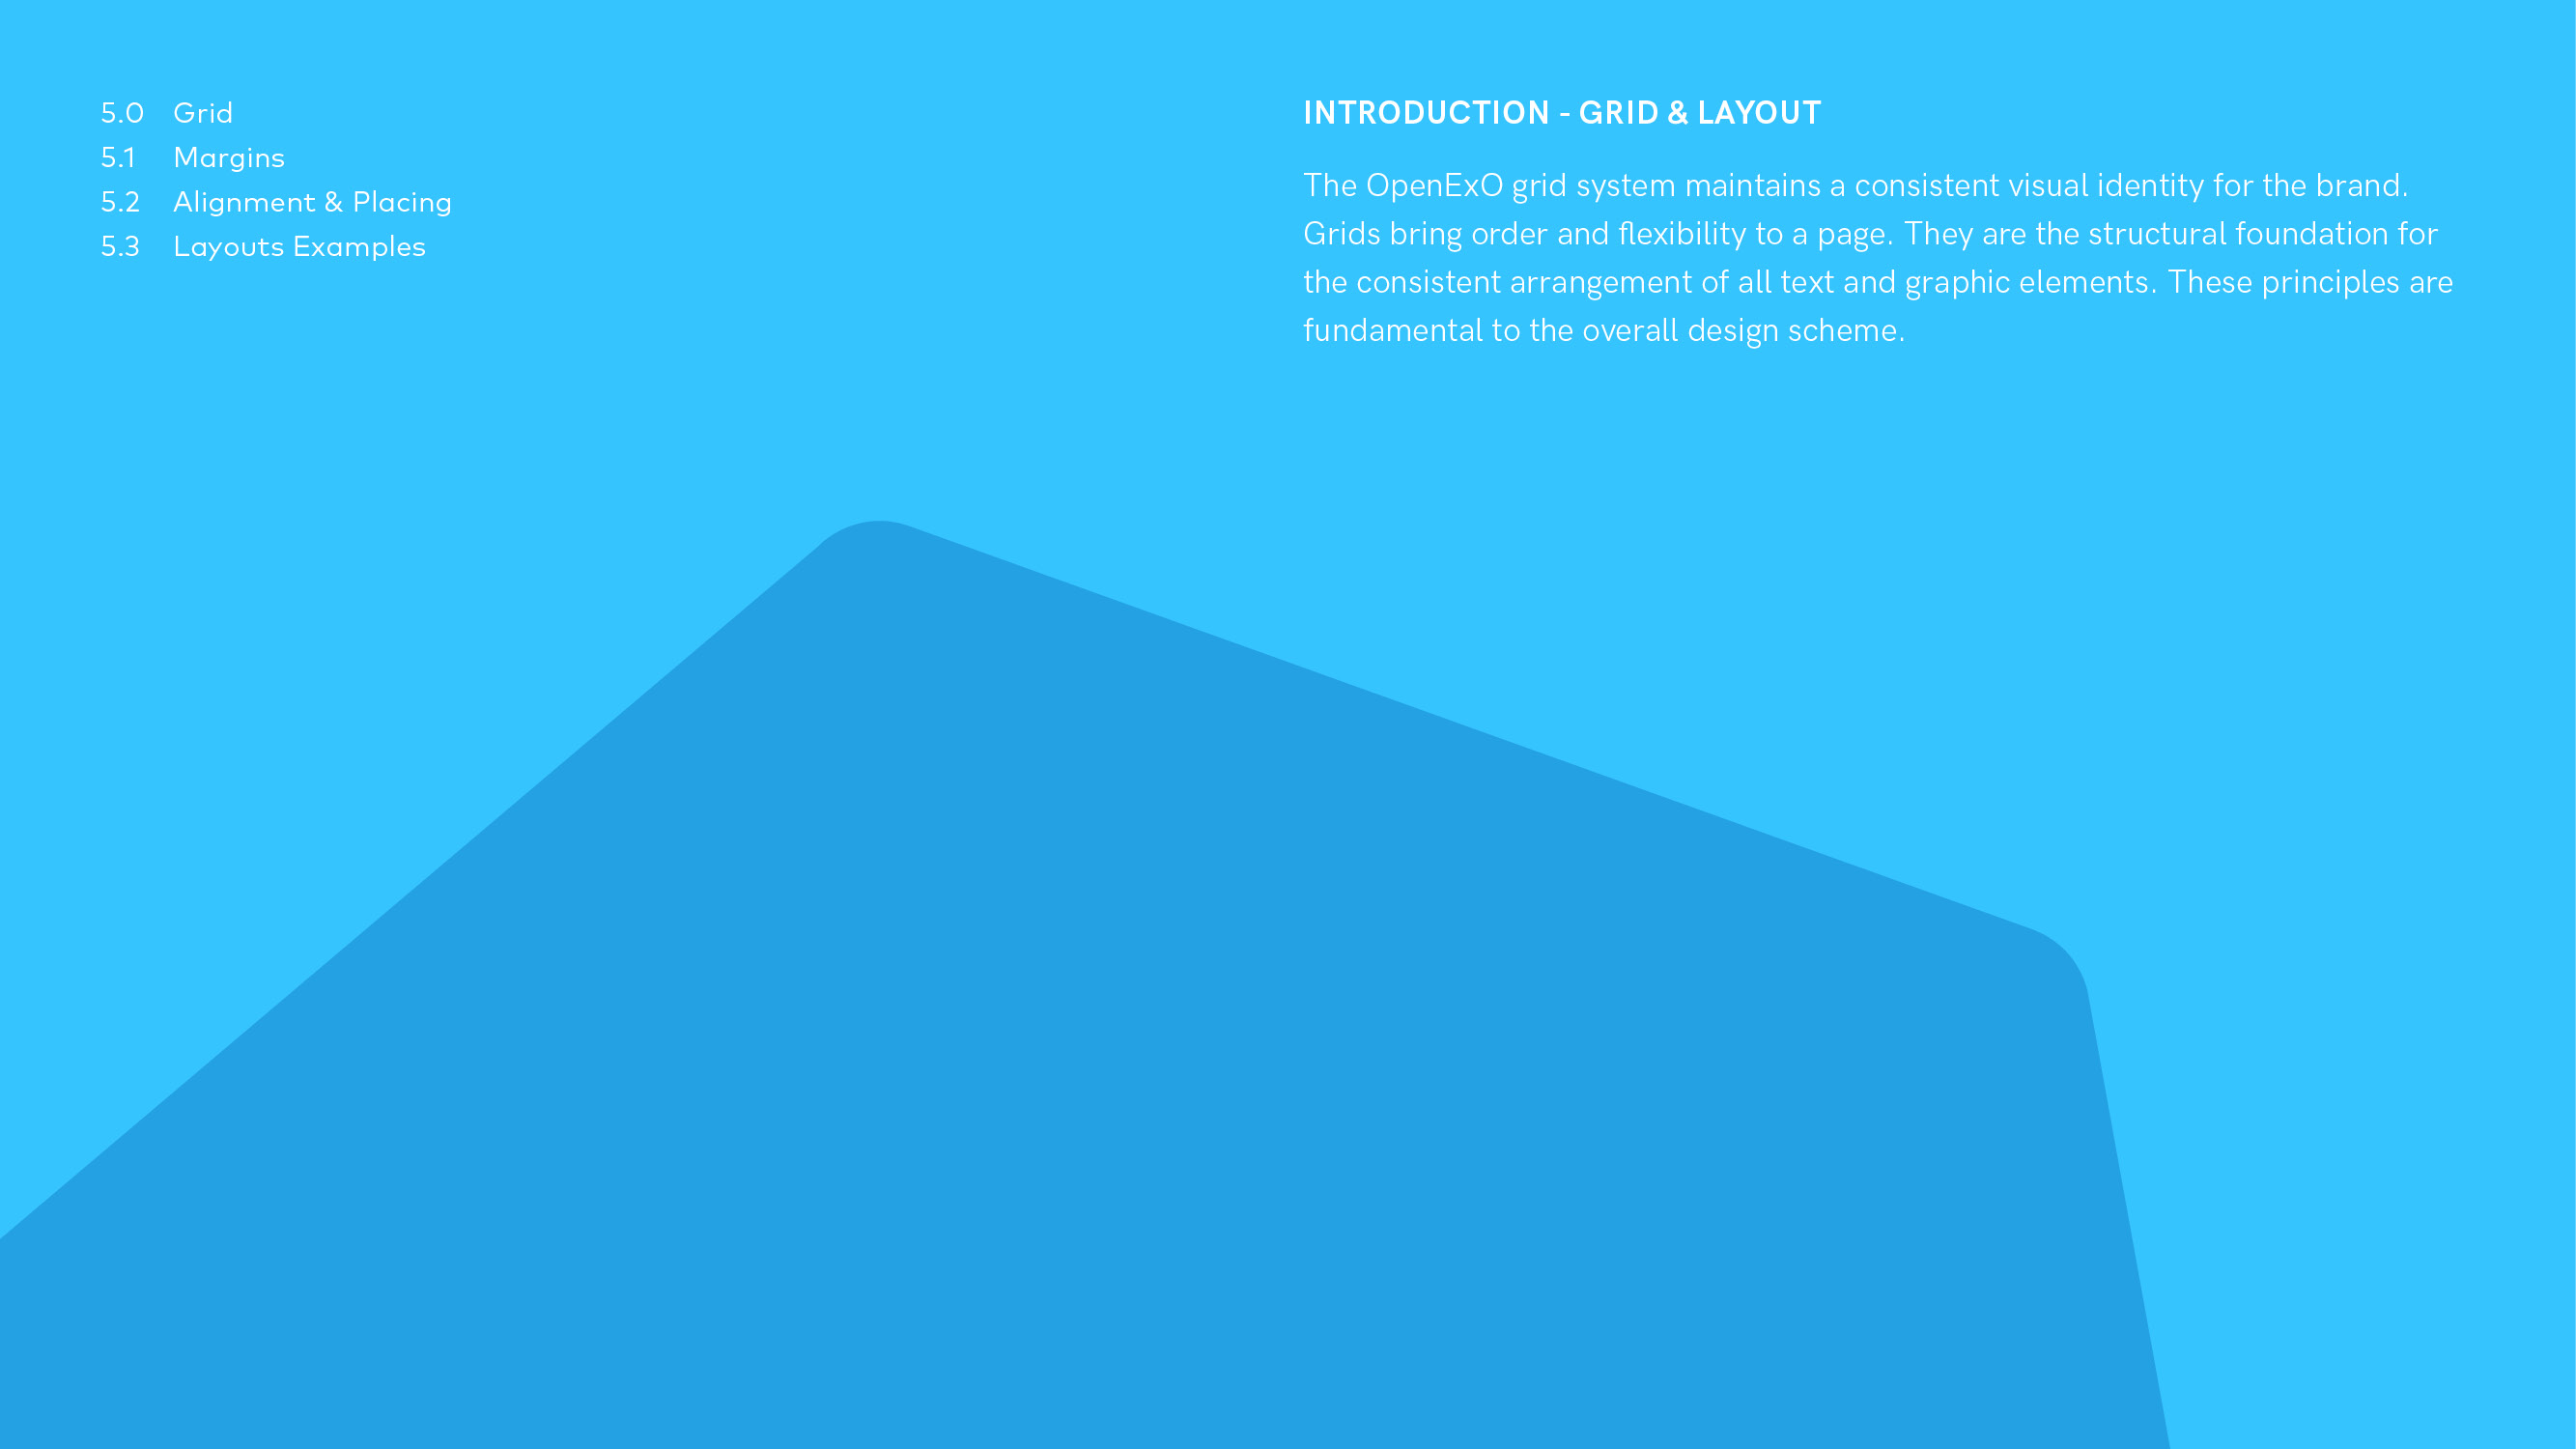 5.0 Grid
5.1 Margins
5.2 Alignment & Placing
5.3 Layouts Examples
INTRODUCTION - GRID & LAYOUT
The OpenExO grid system maintains a consistent visual identity for the brand.
Grids bring order and flexibility to a page. They are the structural foundation for
the consistent arrangement of all text and graphic elements. These principles are
fundamental to the overall design scheme.